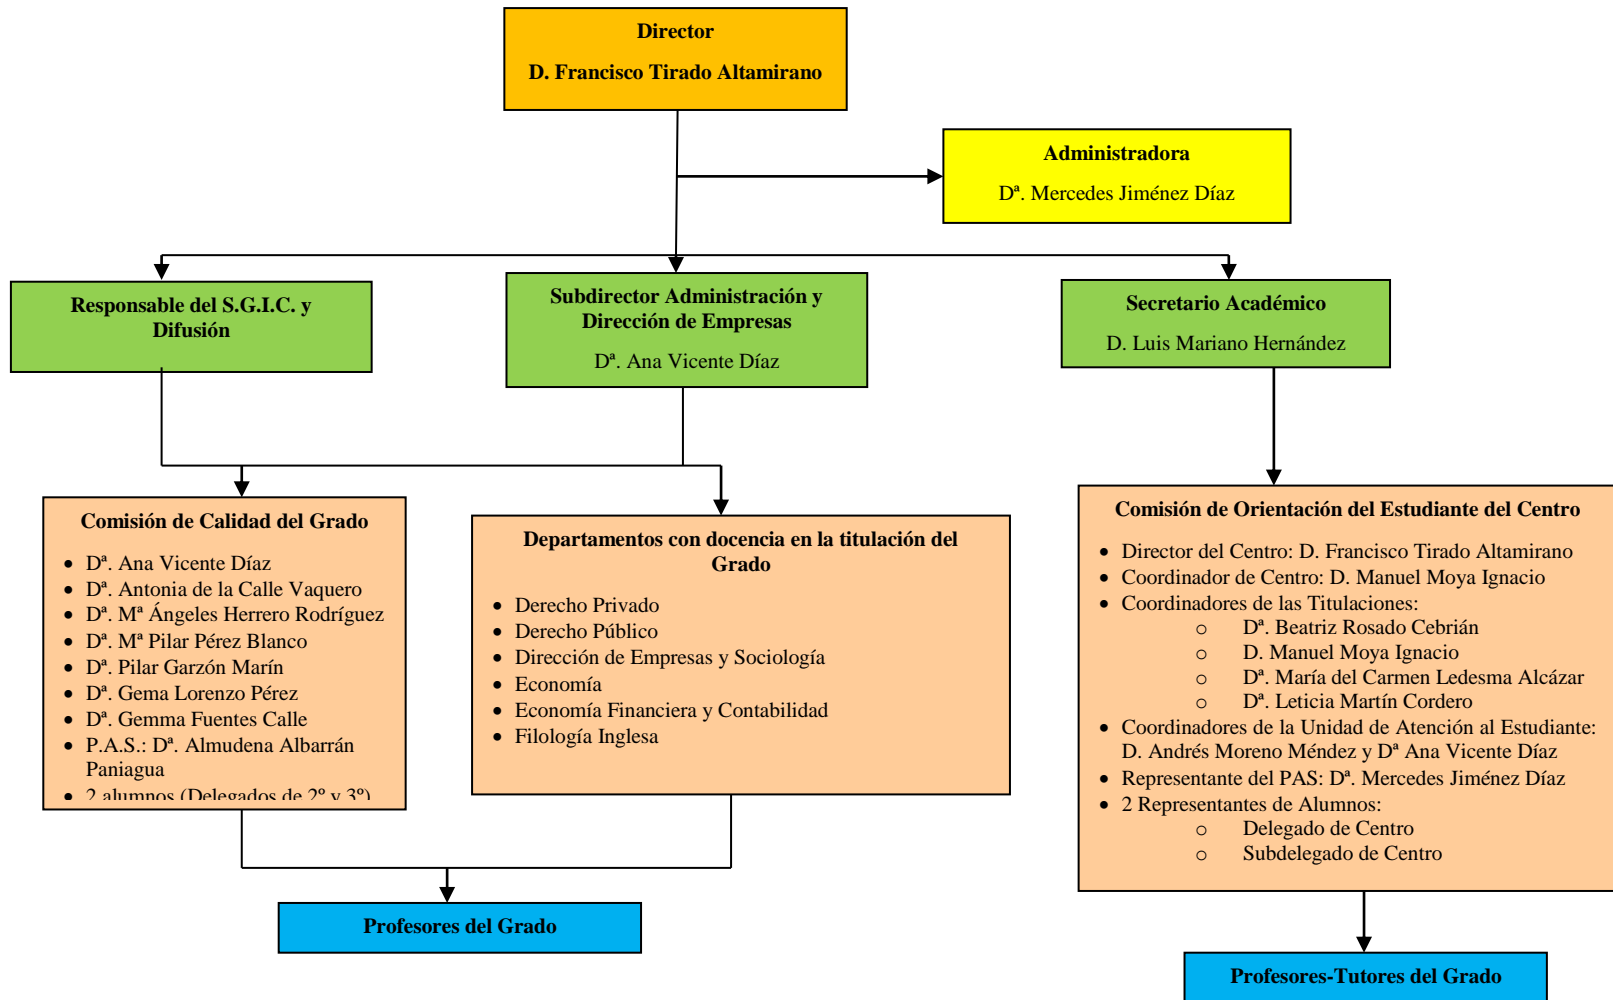 Director
D. Francisco Tirado Altamirano
Administradora
Dª. Mercedes Jiménez Díaz
Responsable del S.G.I.C. y
Difusión
Subdirector Administración y
Dirección de Empresas
Dª. Ana Vicente Díaz
Secretario Académico
D. Luis Mariano Hernández
Comisión de Calidad del Grado
• Dª. Ana Vicente Díaz
• Dª. Antonia de la Calle Vaquero
• Dª. Mª Ángeles Herrero Rodríguez
• Dª. Mª Pilar Pérez Blanco
• Dª. Pilar Garzón Marín
• Dª. Gema Lorenzo Pérez
• Dª. Gemma Fuentes Calle
• P.A.S.: Dª. Almudena Albarrán
Paniagua
• 2 alumnos (Delegados de 2º y 3º)
Departamentos con docencia en la titulación del
Grado
• Derecho Privado
• Derecho Público
• Dirección de Empresas y Sociología
• Economía
• Economía Financiera y Contabilidad
• Filología Inglesa
Comisión de Orientación del Estudiante del Centro
• Director del Centro: D. Francisco Tirado Altamirano
• Coordinador de Centro: D. Manuel Moya Ignacio
• Coordinadores de las Titulaciones:
o Dª. Beatriz Rosado Cebrián
o D. Manuel Moya Ignacio
o Dª. María del Carmen Ledesma Alcázar
o Dª. Leticia Martín Cordero
• Coordinadores de la Unidad de Atención al Estudiante:
D. Andrés Moreno Méndez y Dª Ana Vicente Díaz
• Representante del PAS: Dª. Mercedes Jiménez Díaz
• 2 Representantes de Alumnos:
o Delegado de Centro
o Subdelegado de Centro
Profesores del Grado
Profesores-Tutores del Grado